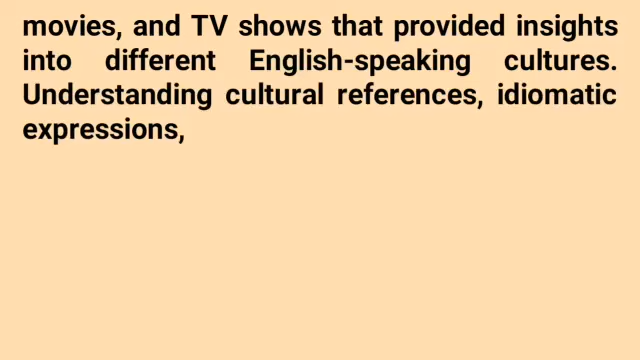 movies, and TV shows that provided insights
into different English-speaking cultures.
Understanding cultural references, idiomatic
expressions,